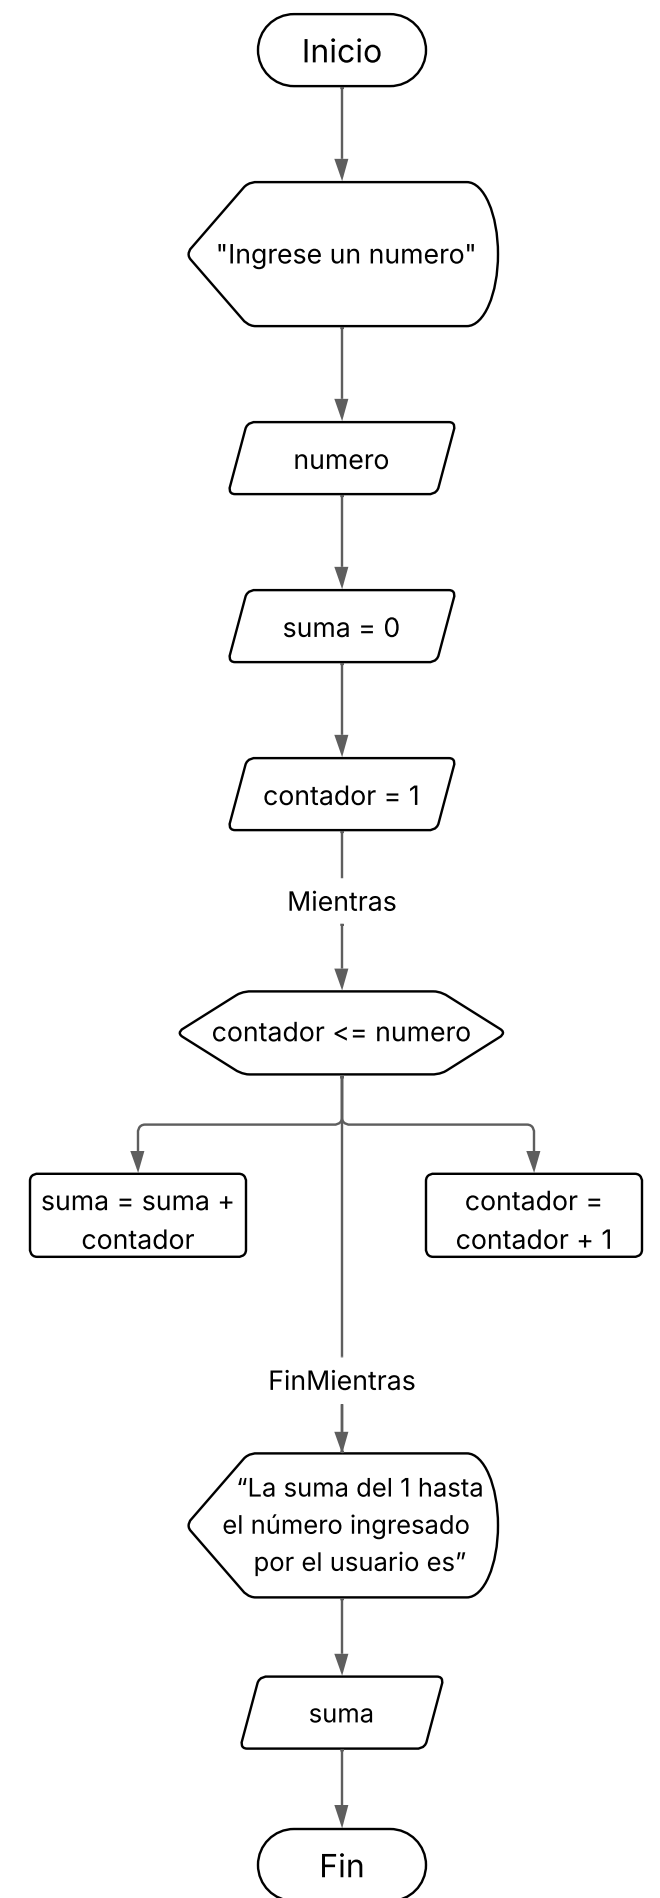 Inicio
"Ingrese un numero"
numero
suma = 0
contador = 1
Mientras
contador <= numero
suma = suma +
contador
contador =
contador + 1
FinMientras
“La suma del 1 hasta
el número ingresado
por el usuario es”
suma
Fin